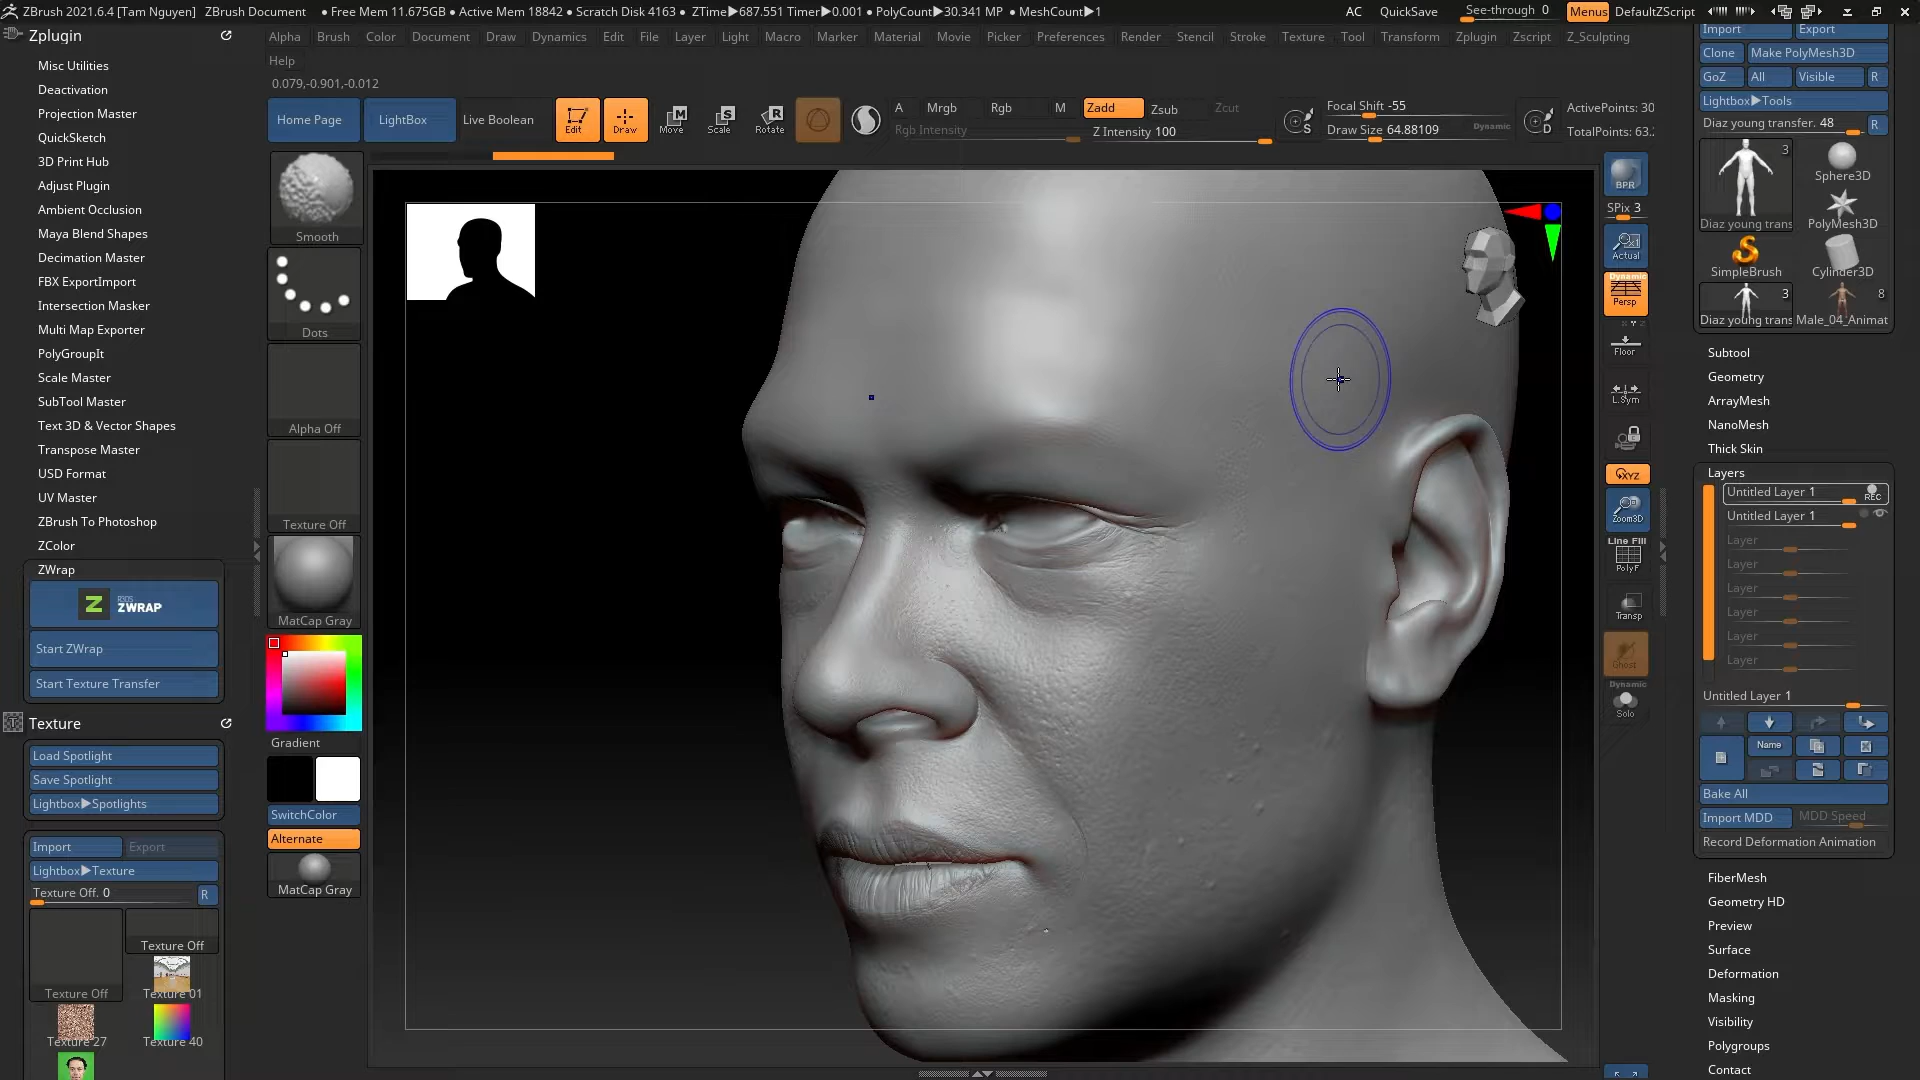 ZBrush 2021.6.4 [Tam Nguyen] ZBrush Document • Free Mem 11.675GB • Active Mem 18842 • Scratch Disk 4163 • ZTime▶687.551 Timer▶0.001 • PolyCount▶30.341 MP • MeshCount▶1 AC QuickSave See-through 0 Menus DefaultZScript
Zplugin
Alpha Brush Color Document Draw Dynamics Edit File Layer Light Macro Marker Material Movie Picker Preferences Render Stencil Stroke Texture Tool Transform Zplugin Zscript Z_Sculpting
Help
0.079,-0.901,-0.012
Misc Utilities
Deactivation
Projection Master
QuickSketch
3D Print Hub
Adjust Plugin
Ambient Occlusion
Maya Blend Shapes
Decimation Master
FBX ExportImport
Intersection Masker
Multi Map Exporter
PolyGroupIt
Scale Master
SubTool Master
Text 3D & Vector Shapes
Transpose Master
USD Format
UV Master
ZBrush To Photoshop
ZColor
ZWrap
R3DS
Z ZWRAP
Start ZWrap
Start Texture Transfer
Texture
Load Spotlight
Save Spotlight
Lightbox▶Spotlights
Import Export
Lightbox▶Texture
Texture Off. 0 R
Texture Off
Texture Off
Texture 01
Texture 27
Texture 40
Home Page LightBox Live Boolean
Edit Draw Move Scale Rotate
M S R
A Mrgb Rgb M Zadd Zsub Zcut
Rgb Intensity Z Intensity 100
S Focal Shift -55
Draw Size 64.88109 Dynamic
D ActivePoints: 30
TotalPoints: 63.
Smooth
Dots
Alpha Off
Texture Off
MatCap Gray
Gradient
SwitchColor
Alternate
MatCap Gray
BPR
SPix 3
Actual
Dynamic
Persp
Floor
L.Sym
XYZ
Zoom3D
Line Fill
PolyF
Transp
Ghost
Dynamic
Solo
Import Export
Clone Make PolyMesh3D
GoZ All Visible R
Lightbox▶Tools
Diaz young transfer. 48 R
3
Diaz young trans
Sphere3D
PolyMesh3D
SimpleBrush
Cylinder3D
3 8
Diaz young trans Male_04_Animat
Subtool
Geometry
ArrayMesh
NanoMesh
Thick Skin
Layers
Untitled Layer 1 REC
Untitled Layer 1
Layer
Layer
Layer
Layer
Layer
Layer
Untitled Layer 1
Name
Bake All
Import MDD MDD Speed
Record Deformation Animation
FiberMesh
Geometry HD
Preview
Surface
Deformation
Masking
Visibility
Polygroups
Contact